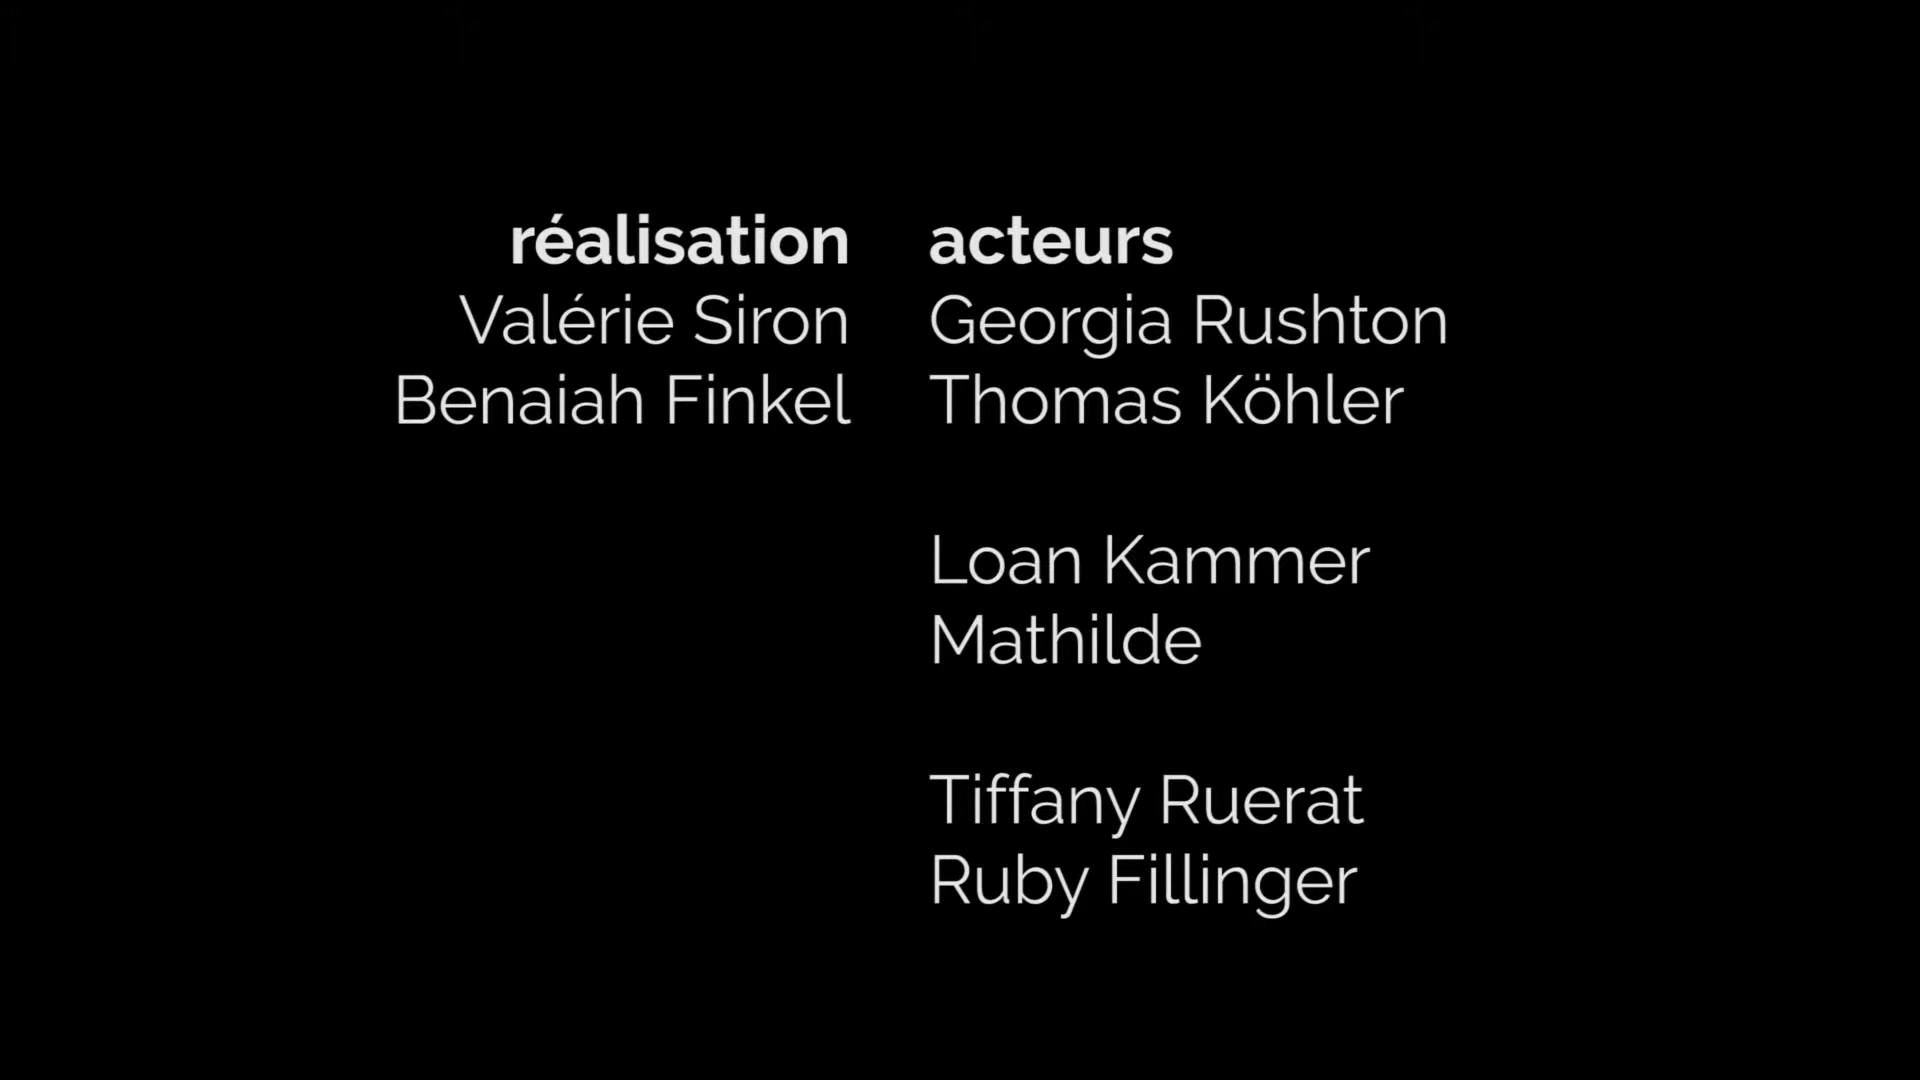 réalisation
Valérie Siron
Benaiah Finkel
acteurs
Georgia Rushton
Thomas Köhler
Loan Kammer
Mathilde
Tiffany Ruerat
Ruby Fillinger